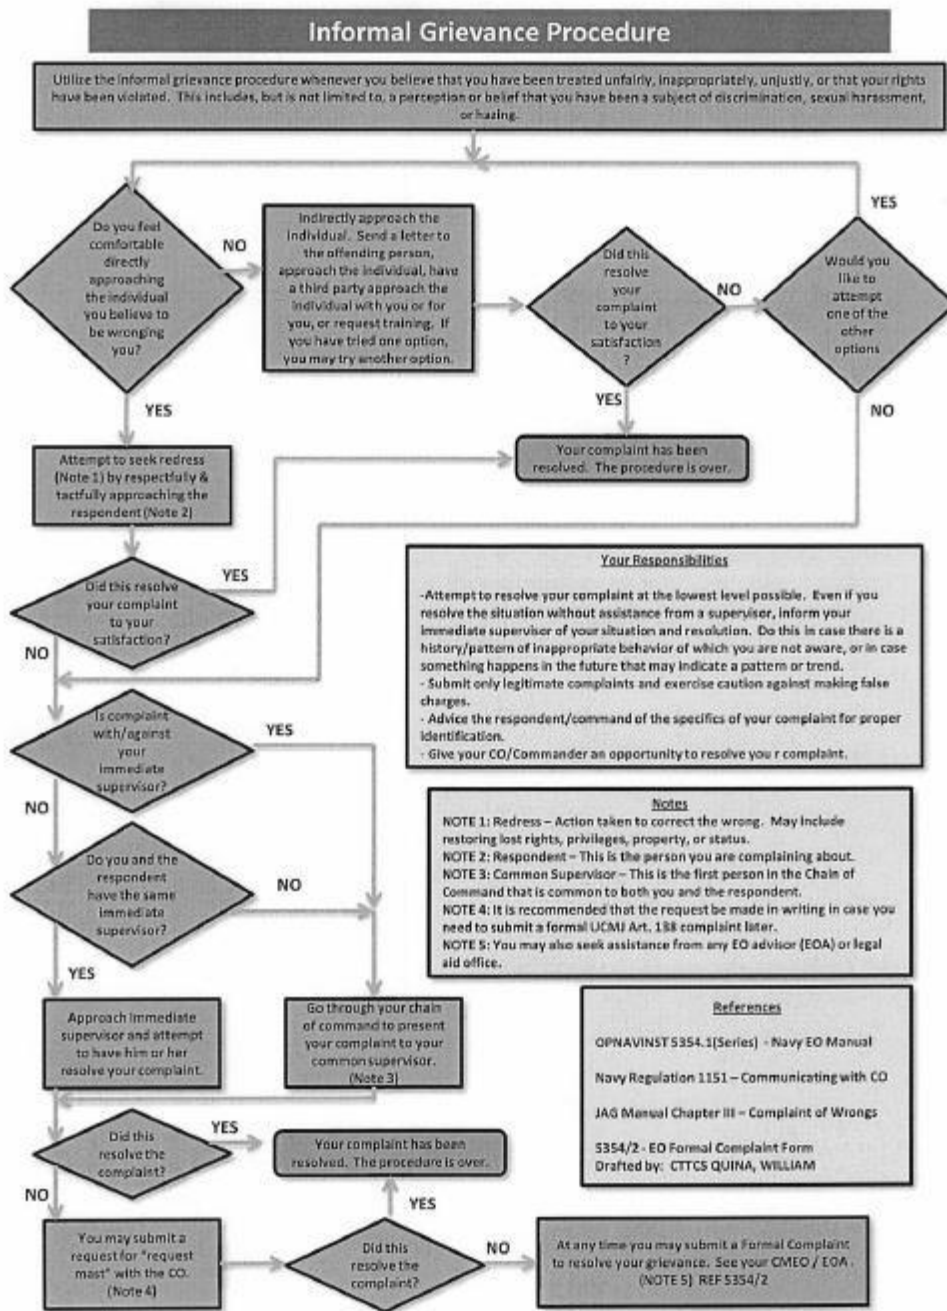 Informal Grievance Procedure
Utilize the informal grievance procedure whenever you believe that you have been treated unfairly, inappropriately, unjustly, or that your rights
have been violated. This includes, but is not limited to, a perception or belief that you have been a subject of discrimination, sexual harassment,
or hazing.
Do you feel
comfortable
directly
approaching
the individual
you believe to
be wronging
you?
NO
Indirectly approach the
individual. Send a letter to
the offending person,
approach the individual, have
a third party approach the
individual with you or for
you, or request training. If
you have tried one option,
you may try another option.
Did this
resolve
your
complaint
to your
satisfaction
?
NO
YES
Would you
like to
attempt
one of the
other
options
NO
YES
YES
Attempt to seek redress
(Note 1) by respectfully &
tactfully approaching the
respondent (Note 2)
Your complaint has been
resolved. The procedure is over.
Did this resolve
your complaint
to your
satisfaction?
YES
NO
Your Responsibilities
-Attempt to resolve your complaint at the lowest level possible. Even if you
resolve the situation without assistance from a supervisor, inform your
immediate supervisor of your situation and resolution. Do this in case there is a
history/pattern of inappropriate behavior of which you are not aware, or in case
something happens in the future that may indicate a pattern or trend.
- Submit only legitimate complaints and exercise caution against making false
charges.
- Advice the respondent/command of the specifics of your complaint for proper
identification.
- Give your CO/Commander an opportunity to resolve you r complaint.
Is complaint
with/against
your
immediate
supervisor?
YES
NO
Do you and the
respondent
have the same
immediate
supervisor?
NO
YES
Notes
NOTE 1: Redress – Action taken to correct the wrong. May include
restoring lost rights, privileges, property, or status.
NOTE 2: Respondent – This is the person you are complaining about.
NOTE 3: Common Supervisor – This is the first person in the Chain of
Command that is common to both you and the respondent.
NOTE 4: It is recommended that the request be made in writing in case you
need to submit a formal UCMJ Art. 138 complaint later.
NOTE 5: You may also seek assistance from any EO advisor (EOA) or legal
aid office.
Approach Immediate
supervisor and attempt
to have him or her
resolve your complaint.
Go through your chain
of command to present
your complaint to your
common supervisor.
(Note 3)
References
OPNAVINST 5354.1(Series) - Navy EO Manual
Navy Regulation 1151 – Communicating with CO
JAG Manual Chapter III – Complaint of Wrongs
5354/2 - EO Formal Complaint Form
Drafted by: CTTCS QUINA, WILLIAM
Did this
resolve the
complaint?
YES
Your complaint has been
resolved. The procedure is over.
NO
YES
You may submit a
request for "request
mast" with the CO.
(Note 4)
Did this
resolve the
complaint?
NO
At any time you may submit a Formal Complaint
to resolve your grievance. See your CMEO / EOA .
(NOTE 5) REF 5354/2